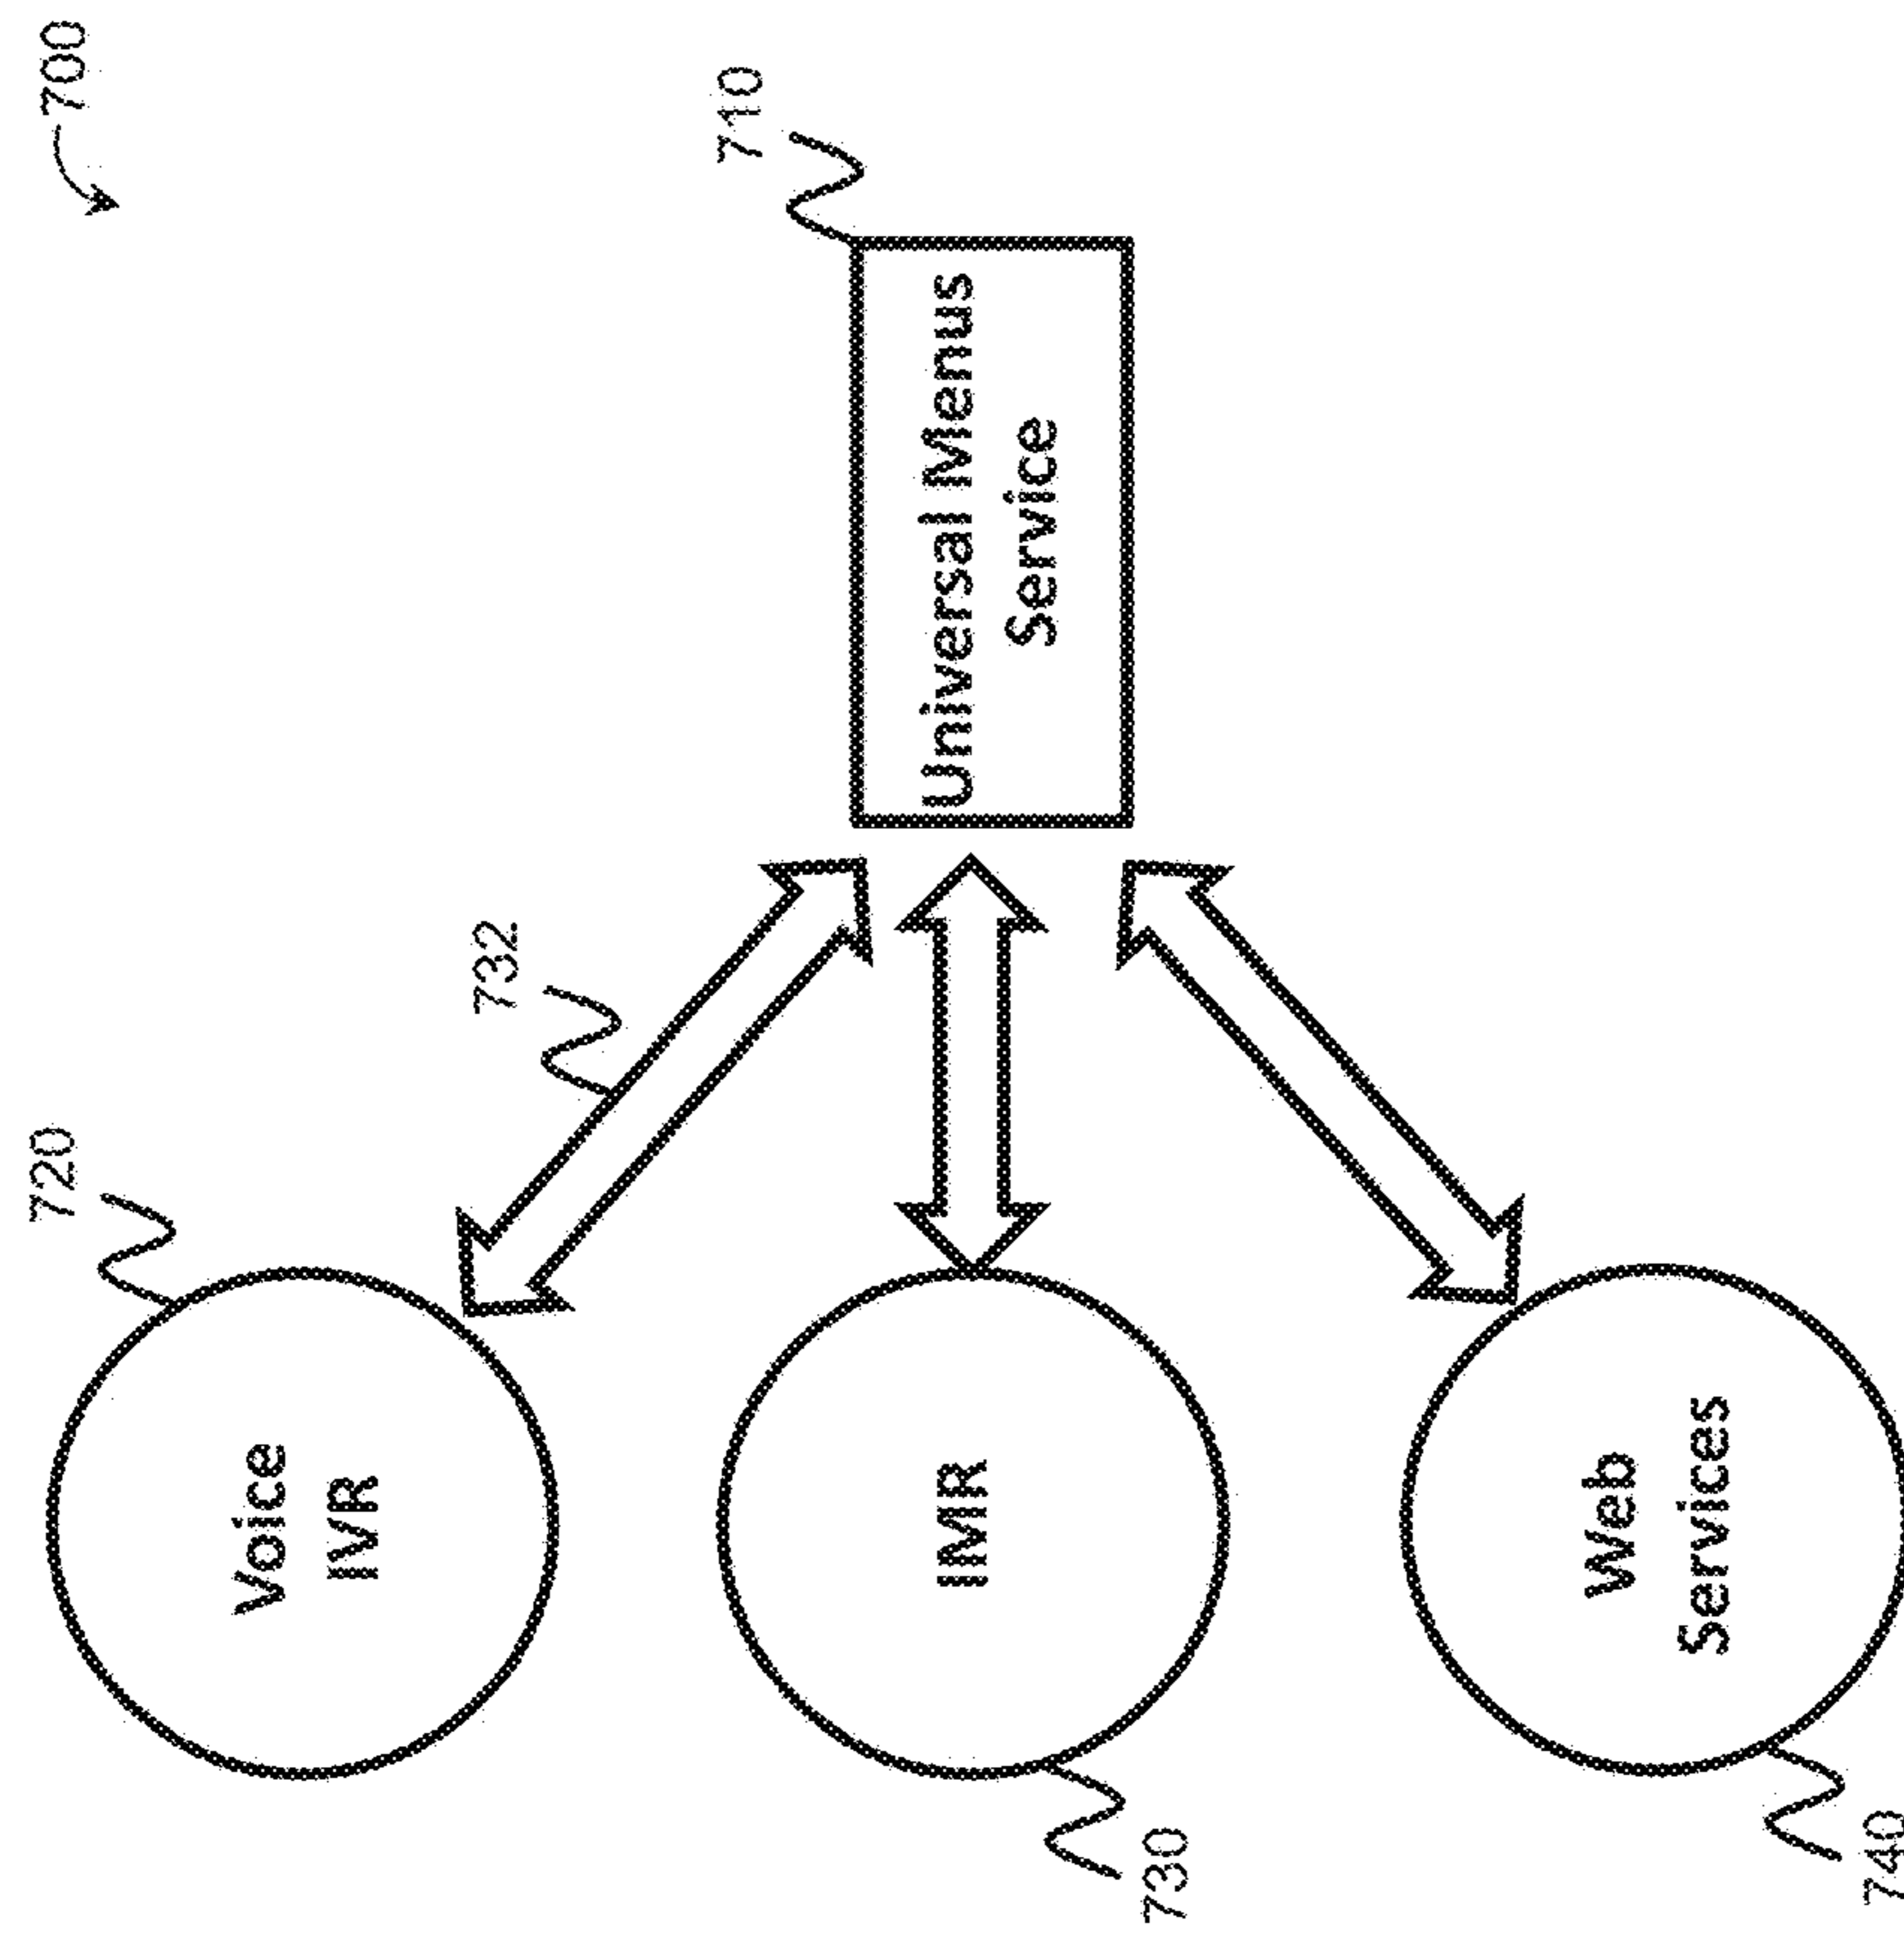 700
710
Universal Menus
Service
732
720
Voice
IVR
IMR
730
Web
Services
740